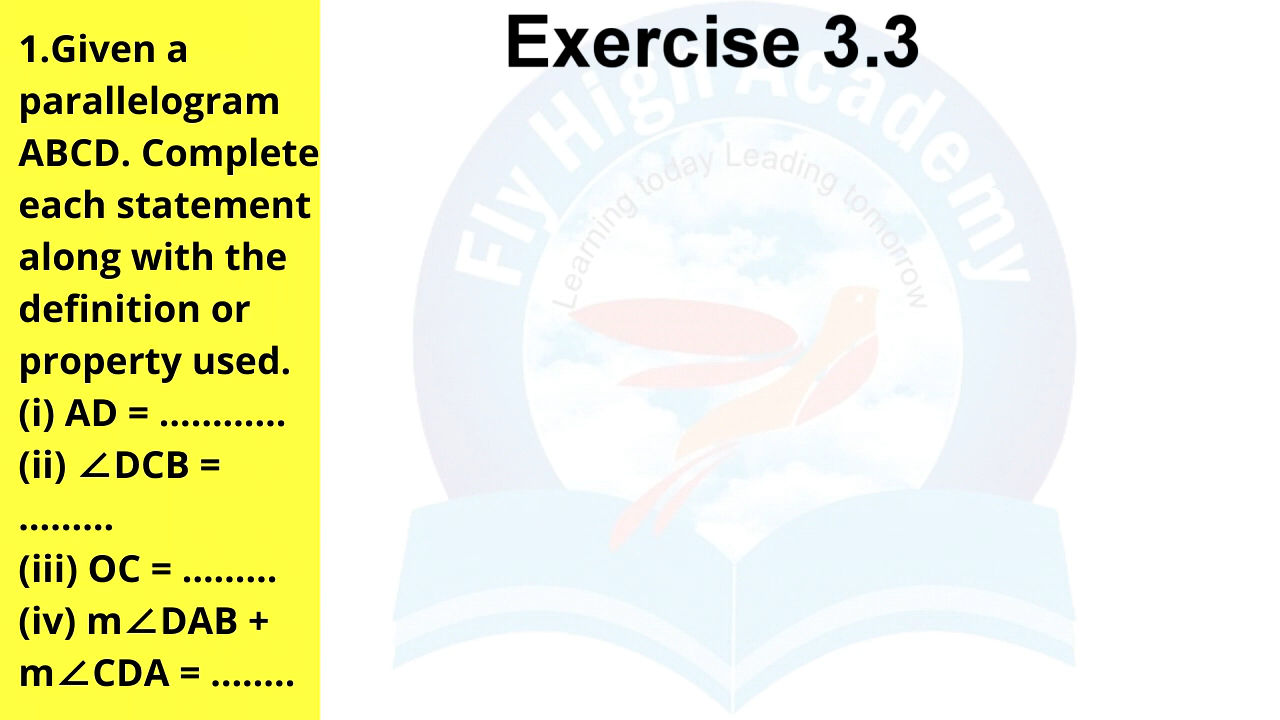 Exercise 3.3
1.Given a
parallelogram
ABCD. Complete
each statement
along with the
definition or
property used.
(i) AD = ............
(ii) ∠DCB =
.........
(iii) OC = .........
(iv) m∠DAB +
m∠CDA = ........
Fly High Academy
Learning today Leading tomorrow